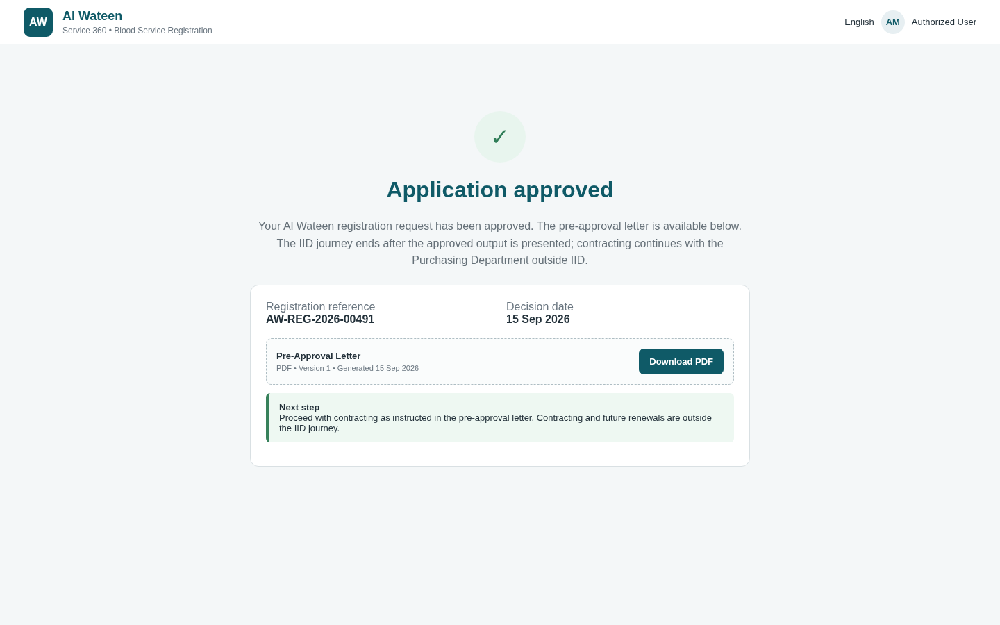 AW
Al Wateen
Service 360 • Blood Service Registration
English
AM
Authorized User
✓
Application approved
Your Al Wateen registration request has been approved. The pre-approval letter is available below.
The IID journey ends after the approved output is presented; contracting continues with the
Purchasing Department outside IID.
Registration reference
AW-REG-2026-00491
Decision date
15 Sep 2026
Pre-Approval Letter
PDF • Version 1 • Generated 15 Sep 2026
Download PDF
Next step
Proceed with contracting as instructed in the pre-approval letter. Contracting and future renewals are outside
the IID journey.